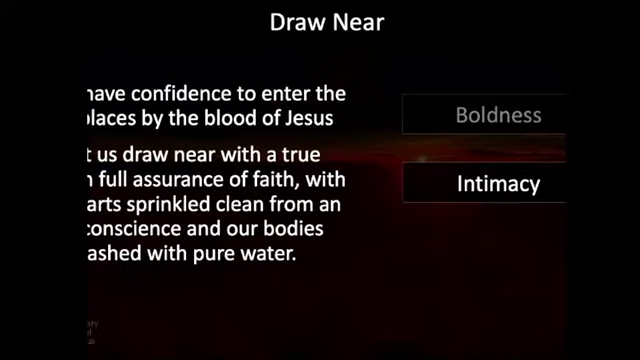 Draw Near
have confidence to enter the
places by the blood of Jesus
Boldness
t us draw near with a true
n full assurance of faith, with
arts sprinkled clean from an
conscience and our bodies
ashed with pure water.
Intimacy